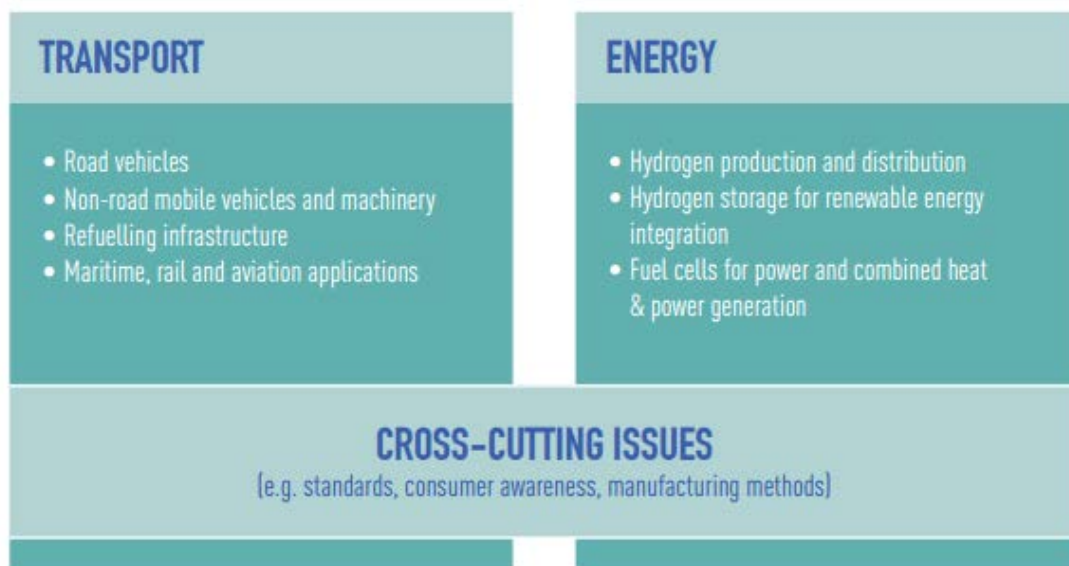 TRANSPORT
• Road vehicles
• Non-road mobile vehicles and machinery
• Refuelling infrastructure
• Maritime, rail and aviation applications
ENERGY
• Hydrogen production and distribution
• Hydrogen storage for renewable energy
integration
• Fuel cells for power and combined heat
& power generation
CROSS-CUTTING ISSUES
(e.g. standards, consumer awareness, manufacturing methods)